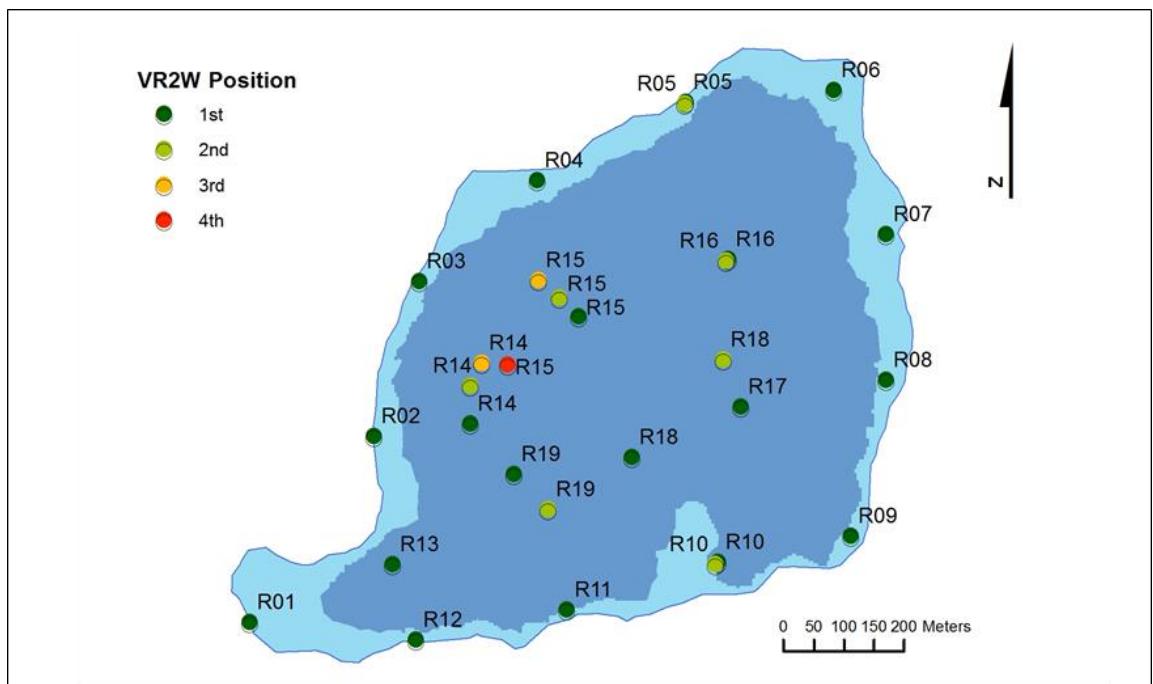 VR2W Position
1st
2nd
3rd
4th
R05 R05
R06
R04
R07
R16 R16
R03
R15
R15
R15
R14
R14 R15
R18
R08
R17
R14
R02
R19
R18
R19
R09
R10 R10
R13
R11
R01
R12
N
0 50 100 150 200 Meters